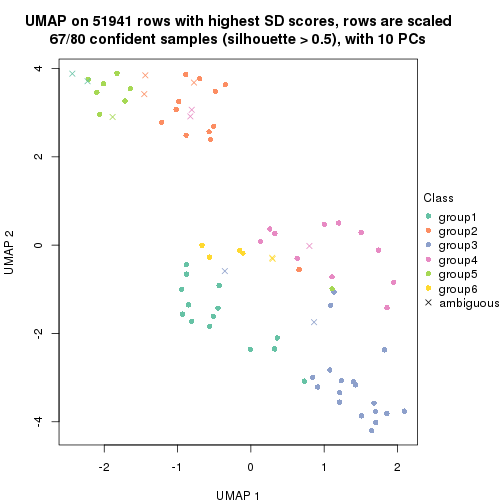 UMAP on 51941 rows with highest SD scores, rows are scaled
67/80 confident samples (silhouette > 0.5), with 10 PCs
4
2
0
-2
-4
UMAP 2
-2
-1
0
1
2
UMAP 1
Class
group1
group2
group3
group4
group5
group6
ambiguous